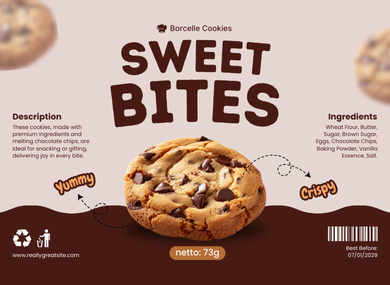 Borcelle Cookies
SWEET
BITES
Description
These cookies, made with
premium ingredients and
melting chocolate chips, are
ideal for snacking or gifting,
delivering joy in every bite.
Ingredients
Wheat Flour, Butter,
Sugar, Brown Sugar,
Eggs, Chocolate Chips,
Baking Powder, Vanilla
Essence, Salt.
Yummy
Crispy
netto: 73g
www.reallygreatsite.com
Best Before:
07/01/2029